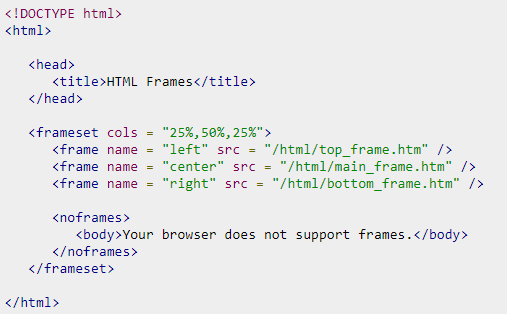 <!DOCTYPE html>
<html>
<head>
<title>HTML Frames</title>
</head>
<frameset cols = "25%,50%,25%">
<frame name = "left" src = "/html/top_frame.htm" />
<frame name = "center" src = "/html/main_frame.htm" />
<frame name = "right" src = "/html/bottom_frame.htm" />
<noframes>
<body>Your browser does not support frames.</body>
</noframes>
</frameset>
</html>